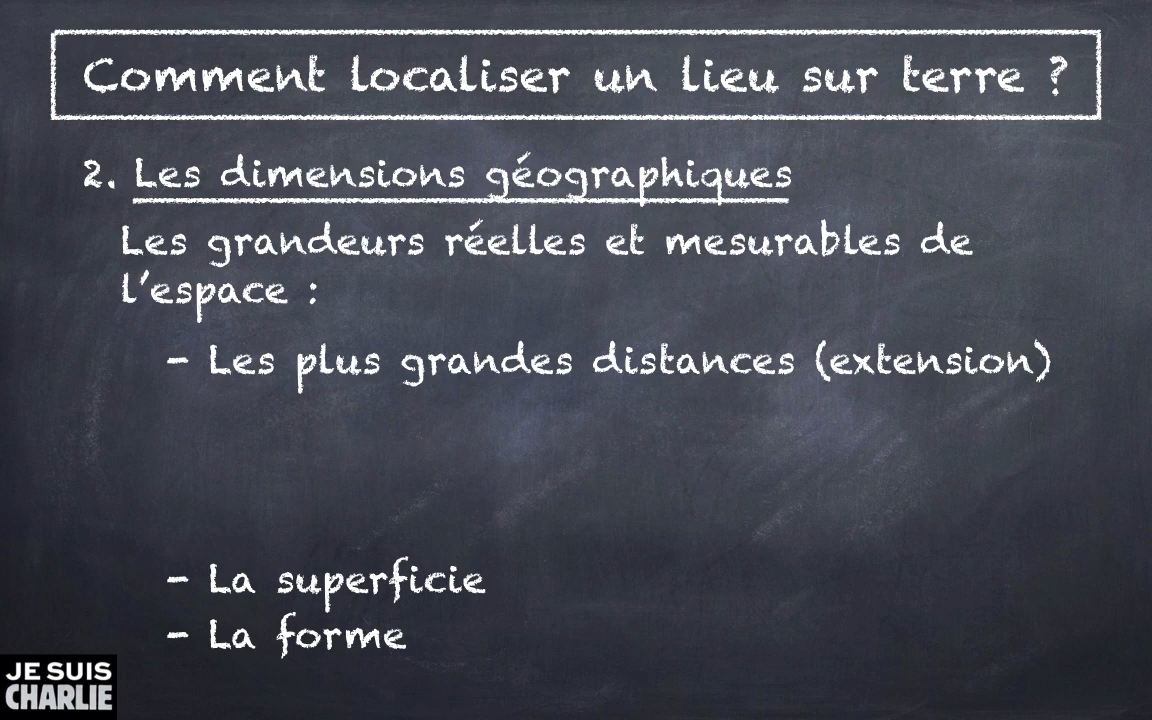 Comment localiser un lieu sur terre ?
2. Les dimensions géographiques
Les grandeurs réelles et mesurables de
l'espace :
- Les plus grandes distances (extension)
- La superficie
- La forme
JE SUIS
CHARLIE